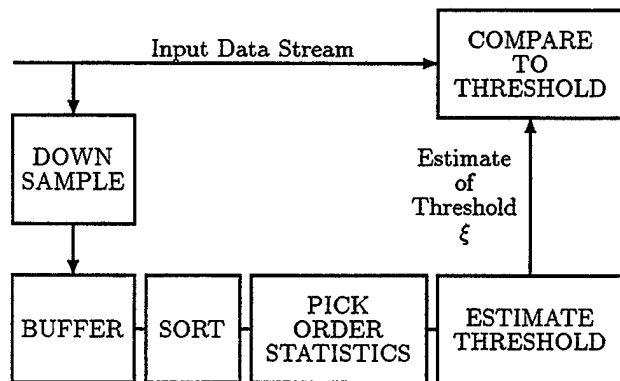 Input Data Stream
COMPARE
TO
THRESHOLD
DOWN
SAMPLE
Estimate
of
Threshold
ξ
BUFFER
SORT
PICK
ORDER
STATISTICS
ESTIMATE
THRESHOLD